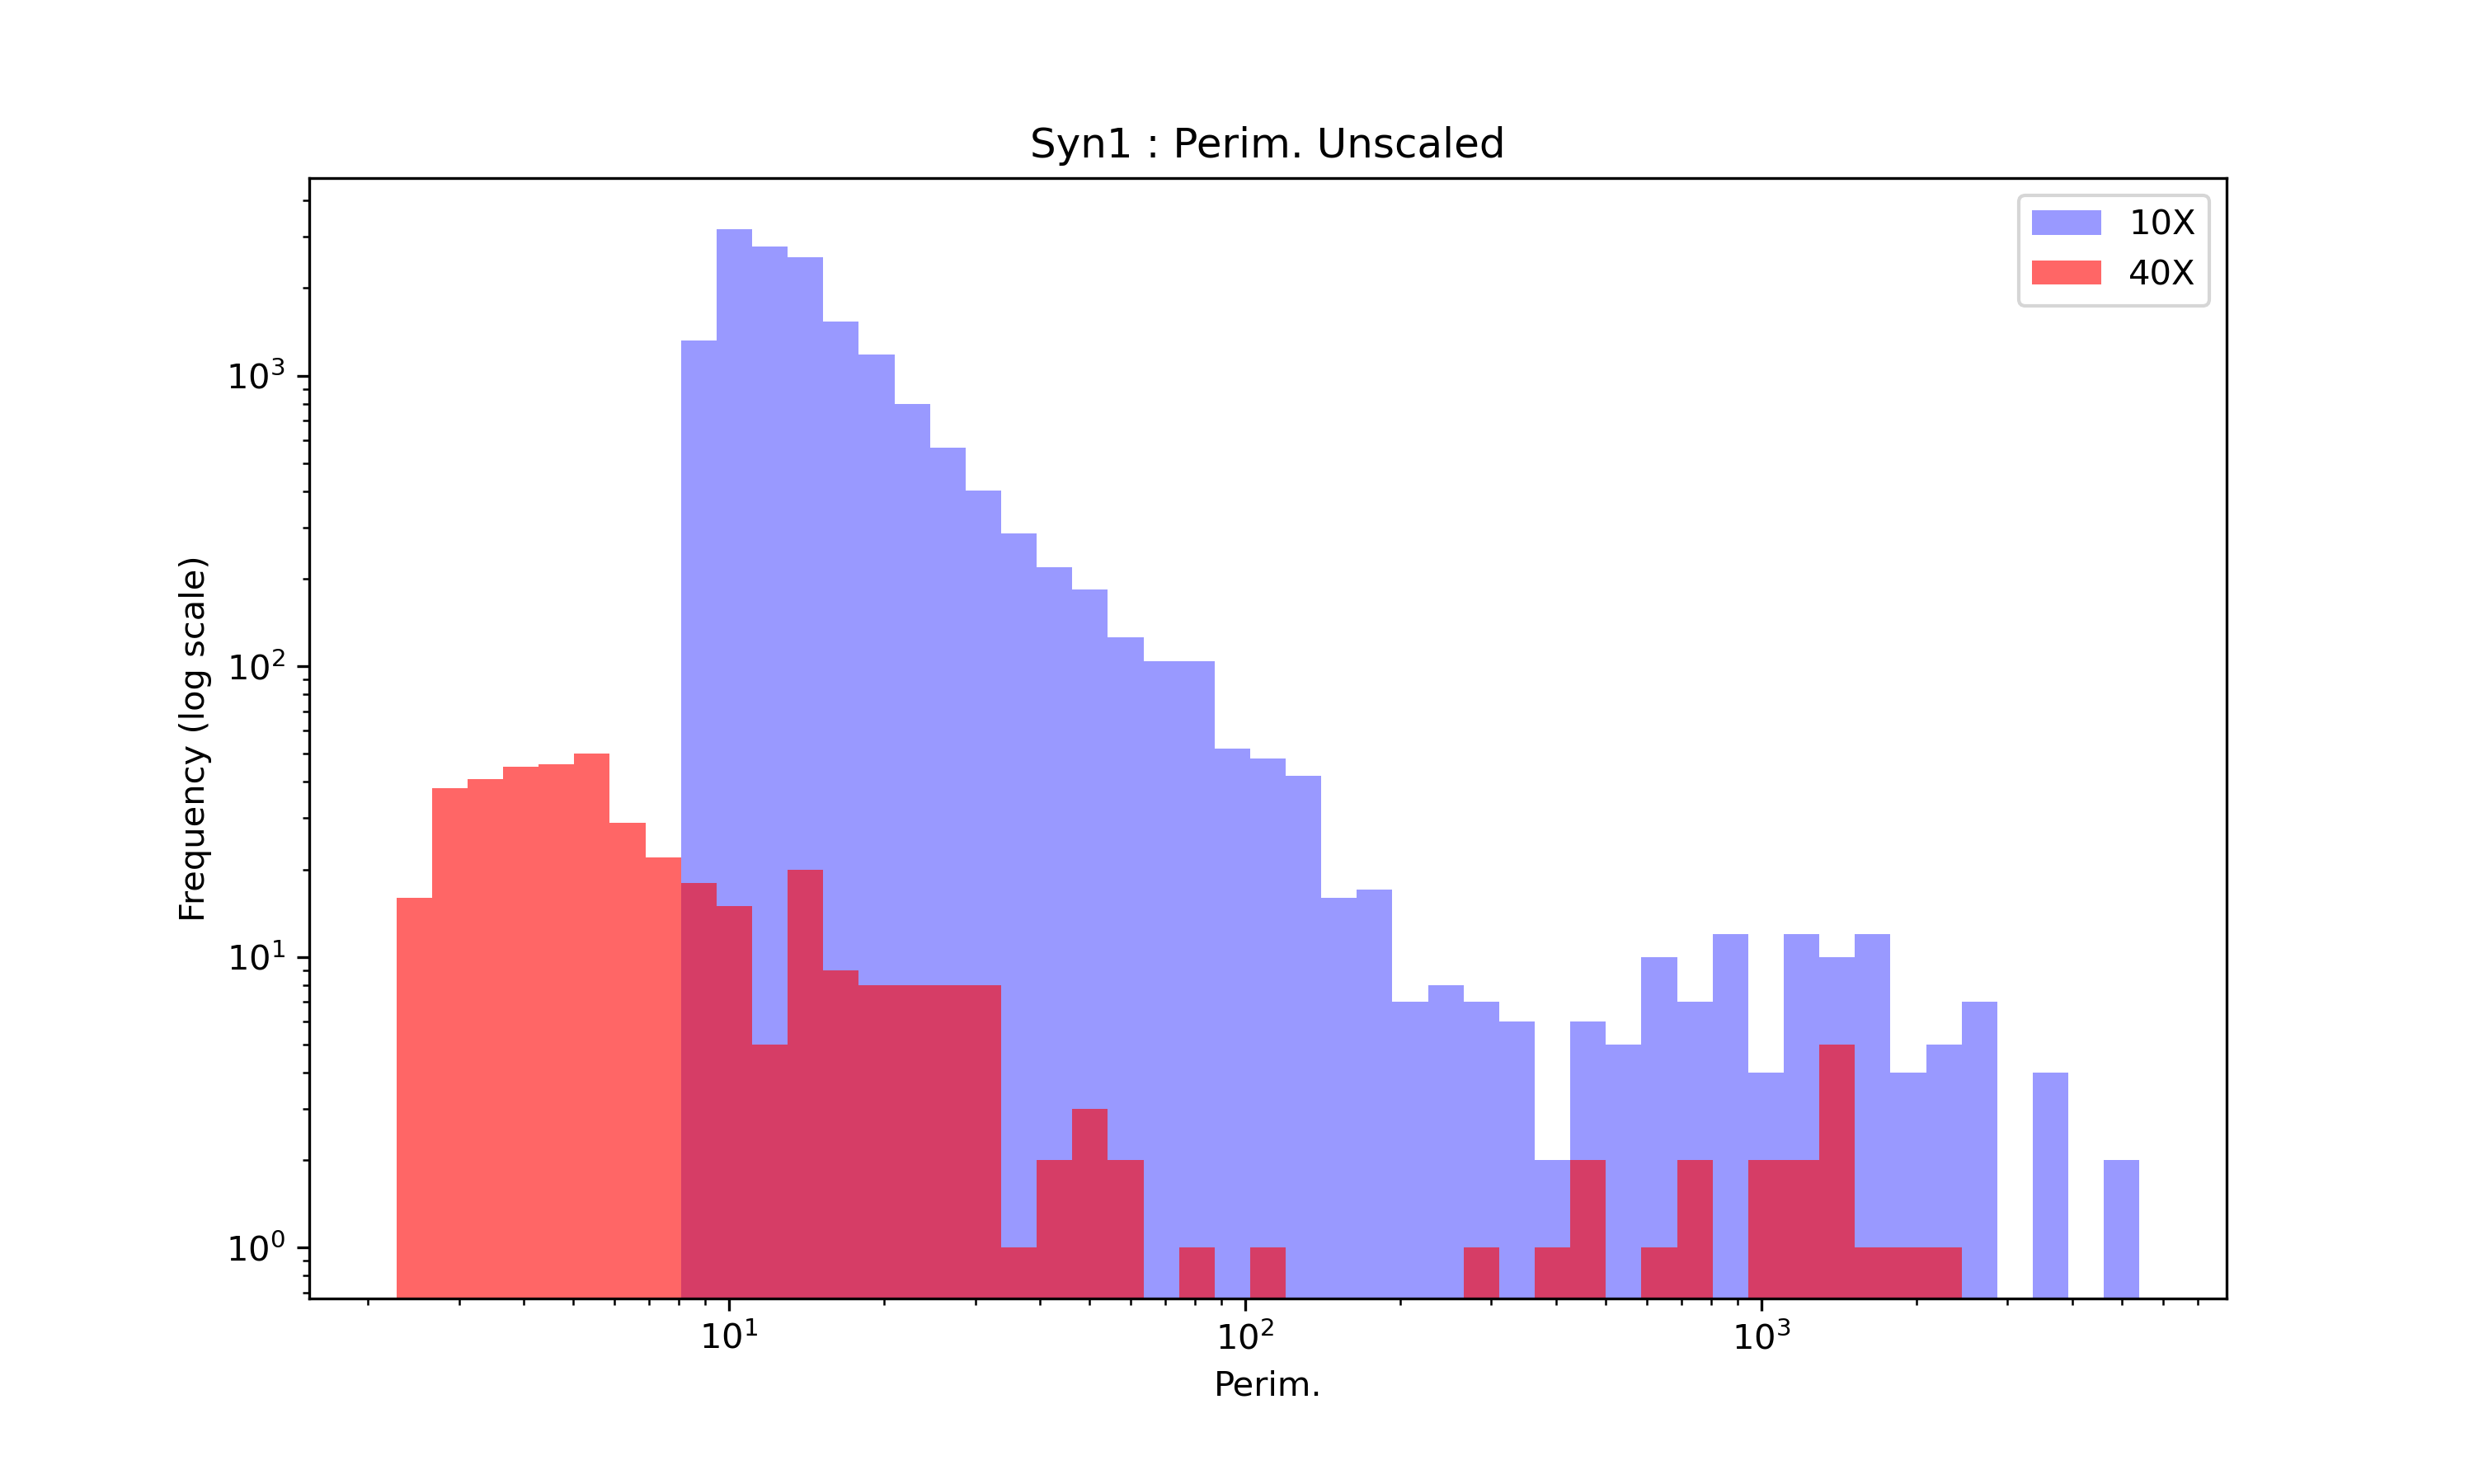 Syn1 : Perim. Unscaled
10X
40X
Frequency (log scale)
10³
10²
10¹
10⁰
10¹ 10² 10³
Perim.